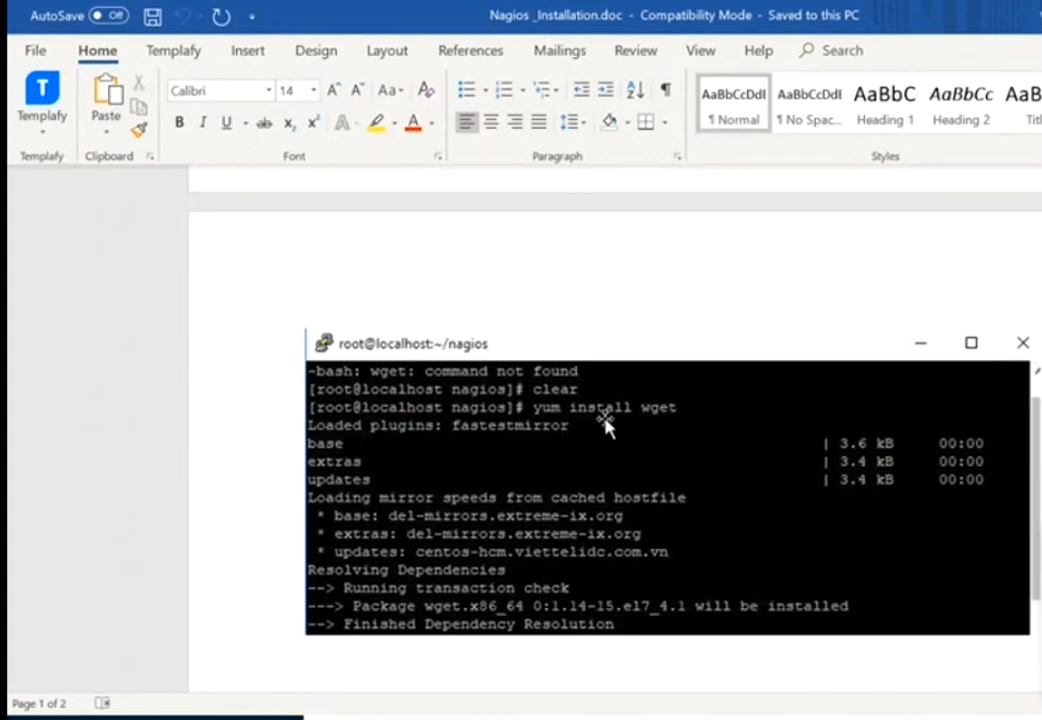 AutoSave Off Nagios _Installation.doc - Compatibility Mode - Saved to this PC
File Home Templafy Insert Design Layout References Mailings Review View Help Search
T Templafy Paste Calibri 14 Aa A B I U ab x₂ x² A A
AaBbCcDdI AaBbCcDdI AaBbC AaBbCc AaB
¶ Normal ¶ No Spac... Heading 1 Heading 2 Titl
Templafy Clipboard Font Paragraph Styles
root@localhost:~/nagios
-bash: wget: command not found
[root@localhost nagios]# clear
[root@localhost nagios]# yum install wget
Loaded plugins: fastestmirror
base | 3.6 kB 00:00
extras | 3.4 kB 00:00
updates | 3.4 kB 00:00
Loading mirror speeds from cached hostfile
* base: del-mirrors.extreme-ix.org
* extras: del-mirrors.extreme-ix.org
* updates: centos-hcm.viettelidc.com.vn
Resolving Dependencies
--> Running transaction check
---> Package wget.x86_64 0:1.14-15.el7_4.1 will be installed
--> Finished Dependency Resolution
Page 1 of 2